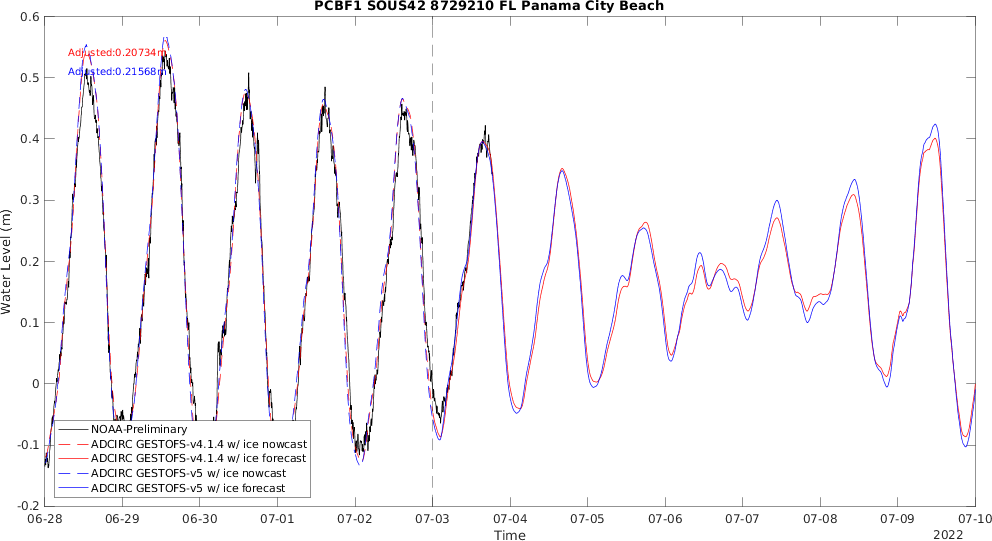 PCBF1 SOUS42 8729210 FL Panama City Beach
Water Level (m)
0.6
0.5
0.4
0.3
0.2
0.1
0
-0.1
-0.2
Adjusted:0.20734m
Adjusted:0.21568m
NOAA-Preliminary
ADCIRC GESTOFS-v4.1.4 w/ ice nowcast
ADCIRC GESTOFS-v4.1.4 w/ ice forecast
ADCIRC GESTOFS-v5 w/ ice nowcast
ADCIRC GESTOFS-v5 w/ ice forecast
06-28 06-29 06-30 07-01 07-02 07-03 07-04 07-05 07-06 07-07 07-08 07-09 07-10
Time
2022